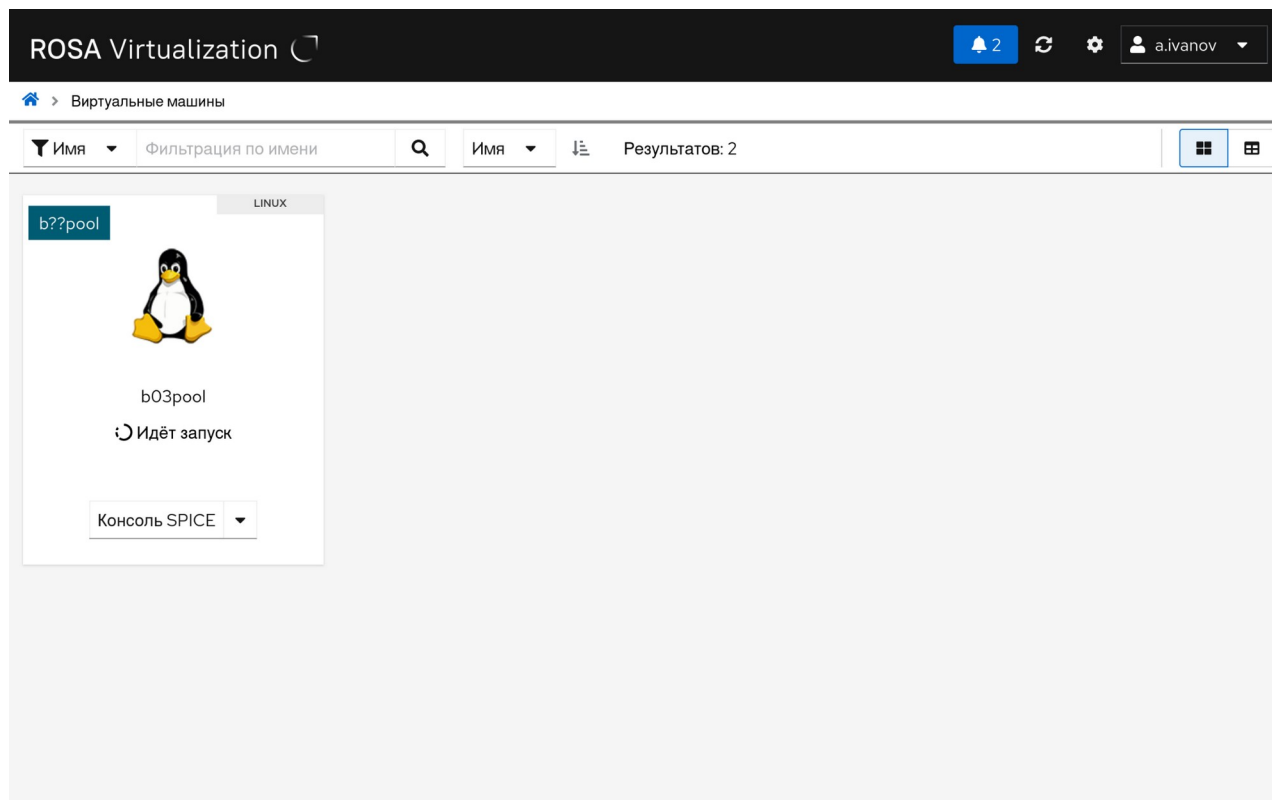 ROSA Virtualization
2
a.ivanov
Виртуальные машины
Имя
Фильтрация по имени
Имя
Результатов: 2
LINUX
b??pool
b03pool
Идёт запуск
Консоль SPICE